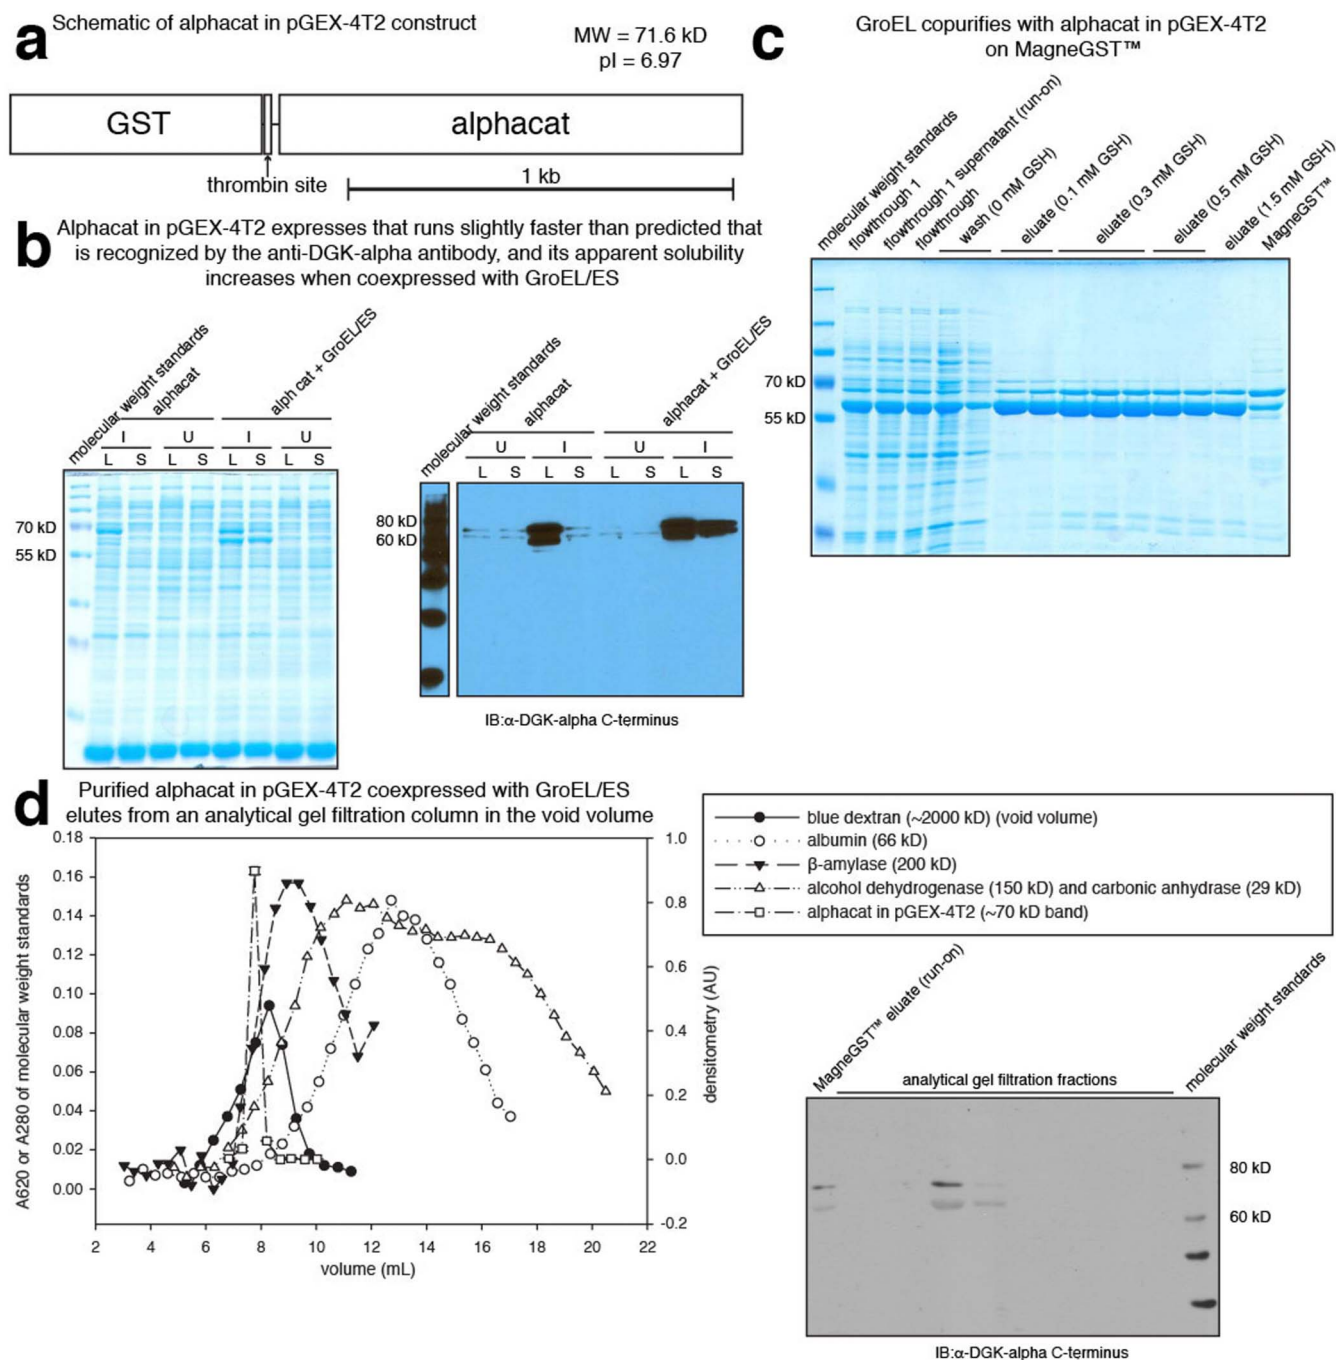 a Schematic of alphacat in pGEX-4T2 construct
MW = 71.6 kD
pI = 6.97
GST
alphacat
thrombin site
1 kb
b Alphacat in pGEX-4T2 expresses that runs slightly faster than predicted that
is recognized by the anti-DGK-alpha antibody, and its apparent solubility
increases when coexpressed with GroEL/ES
molecular weight standards
alphacat
alph cat + GroEL/ES
I U I U
L S L S L S L S
70 kD
55 kD
molecular weight standards
alphacat
alphacat + GroEL/ES
U I U I
L S L S L S L S
80 kD
60 kD
IB:α-DGK-alpha C-terminus
c GroEL copurifies with alphacat in pGEX-4T2
on MagneGST™
molecular weight standards
flowthrough 1
flowthrough 1 supernatant (run-on)
flowthrough
wash (0 mM GSH)
eluate (0.1 mM GSH)
eluate (0.3 mM GSH)
eluate (0.5 mM GSH)
eluate (1.5 mM GSH)
MagneGST™
70 kD
55 kD
d Purified alphacat in pGEX-4T2 coexpressed with GroEL/ES
elutes from an analytical gel filtration column in the void volume
A620 or A280 of molecular weight standards
0.18
0.16
0.14
0.12
0.10
0.08
0.06
0.04
0.02
0.00
1.0
0.8
0.6
0.4
0.2
0.0
-0.2
densitometry (AU)
2 4 6 8 10 12 14 16 18 20 22
volume (mL)
blue dextran (~2000 kD) (void volume)
albumin (66 kD)
β-amylase (200 kD)
alcohol dehydrogenase (150 kD) and carbonic anhydrase (29 kD)
alphacat in pGEX-4T2 (~70 kD band)
MagneGST™ eluate (run-on)
analytical gel filtration fractions
molecular weight standards
80 kD
60 kD
IB:α-DGK-alpha C-terminus